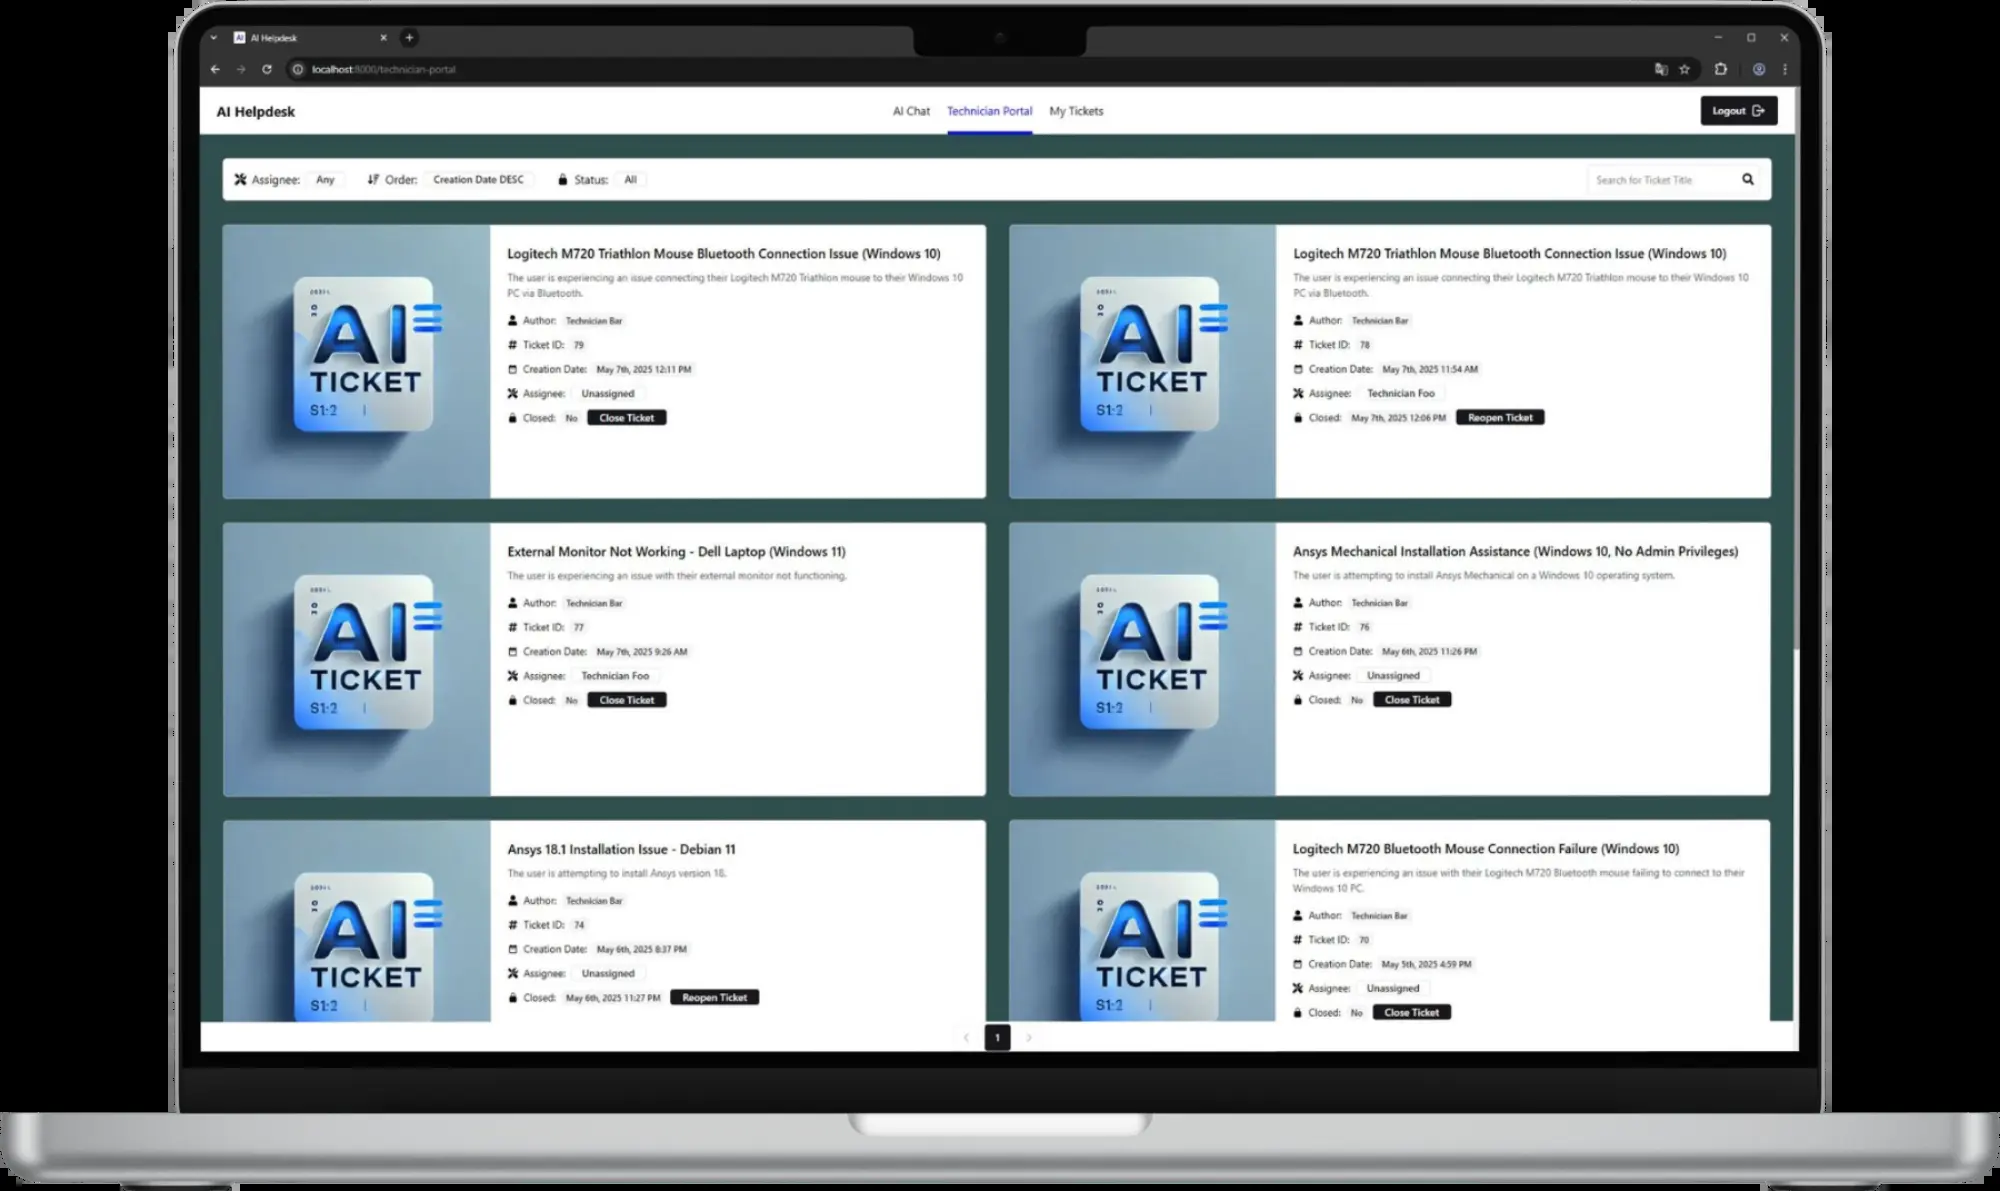 AI Helpdesk
localhost:8000/technician-portal
AI Helpdesk
AI Chat
Technician Portal
My Tickets
Logout
Assignee: Any
Order: Creation Date DESC
Status: All
Search for Ticket Title
AI
TICKET
S1:2
Logitech M720 Triathlon Mouse Bluetooth Connection Issue (Windows 10)
The user is experiencing an issue connecting their Logitech M720 Triathlon mouse to their Windows 10
PC via Bluetooth.
Author: Technician Bar
Ticket ID: 79
Creation Date: May 7th, 2025 12:11 PM
Assignee: Unassigned
Closed: No Close Ticket
AI
TICKET
S1:2
Logitech M720 Triathlon Mouse Bluetooth Connection Issue (Windows 10)
The user is experiencing an issue connecting their Logitech M720 Triathlon mouse to their Windows 10
PC via Bluetooth.
Author: Technician Bar
Ticket ID: 78
Creation Date: May 7th, 2025 11:54 AM
Assignee: Technician Foo
Closed: May 7th, 2025 12:06 PM Reopen Ticket
AI
TICKET
S1:2
External Monitor Not Working - Dell Laptop (Windows 11)
The user is experiencing an issue with their external monitor not functioning.
Author: Technician Bar
Ticket ID: 77
Creation Date: May 7th, 2025 9:26 AM
Assignee: Technician Foo
Closed: No Close Ticket
AI
TICKET
S1:2
Ansys Mechanical Installation Assistance (Windows 10, No Admin Privileges)
The user is attempting to install Ansys Mechanical on a Windows 10 operating system.
Author: Technician Bar
Ticket ID: 76
Creation Date: May 6th, 2025 11:26 PM
Assignee: Unassigned
Closed: No Close Ticket
AI
TICKET
S1:2
Ansys 18.1 Installation Issue - Debian 11
The user is attempting to install Ansys version 18.
Author: Technician Bar
Ticket ID: 74
Creation Date: May 6th, 2025 8:37 PM
Assignee: Unassigned
Closed: May 6th, 2025 11:27 PM Reopen Ticket
AI
TICKET
S1:2
Logitech M720 Bluetooth Mouse Connection Failure (Windows 10)
The user is experiencing an issue with their Logitech M720 Bluetooth mouse failing to connect to their
Windows 10 PC.
Author: Technician Bar
Ticket ID: 70
Creation Date: May 5th, 2025 4:59 PM
Assignee: Unassigned
Closed: No Close Ticket
1